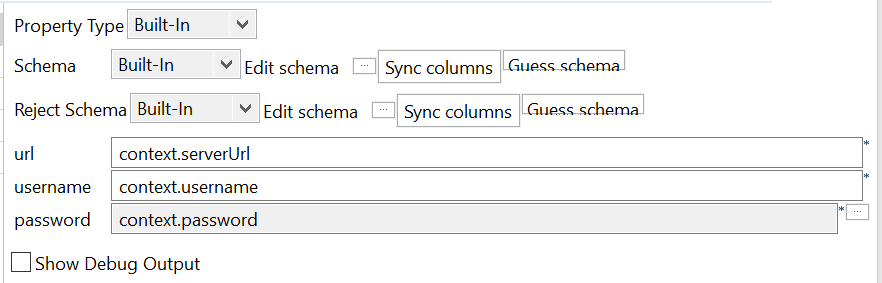 Property Type Built-In
Schema Built-In Edit schema ... Sync columns Guess schema
Reject Schema Built-In Edit schema ... Sync columns Guess schema
url context.serverUrl *
username context.username *
password context.password * ...
Show Debug Output